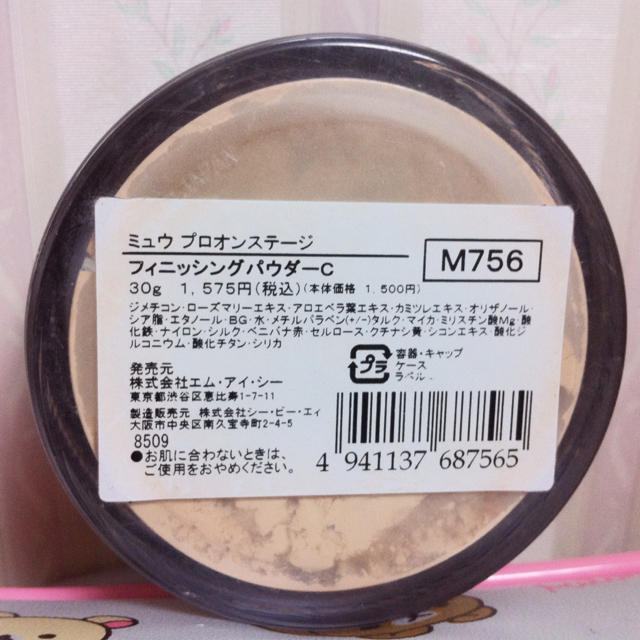 ミュウ プロオンステージ
フィニッシングパウダーC
M756
30g 1,575円(税込)(本体価格 1,500円)
ジメチコン・ローズマリーエキス・アロエベラ葉エキス・カミツレエキス・オリザノール・
シア脂・エタノール・BG・水・メチルパラベン(+/-)タルク・マイカ・ミリスチン酸Mg・酸
化鉄・ナイロン・シルク・ベニバナ赤・セルロース・クチナシ黄・シコンエキス・酸化ジ
ルコニウム・酸化チタン・シリカ
プラ
容器・キャップ
ケース
ラベル
発売元
株式会社エム・アイ・シー
東京都渋谷区恵比寿1-7-11
製造販売元 株式会社シー・ビー・エィ
大阪市中央区南久宝寺町2-4-5
8509
●お肌に合わないときは、
ご使用をおやめください。
4 941137 687565